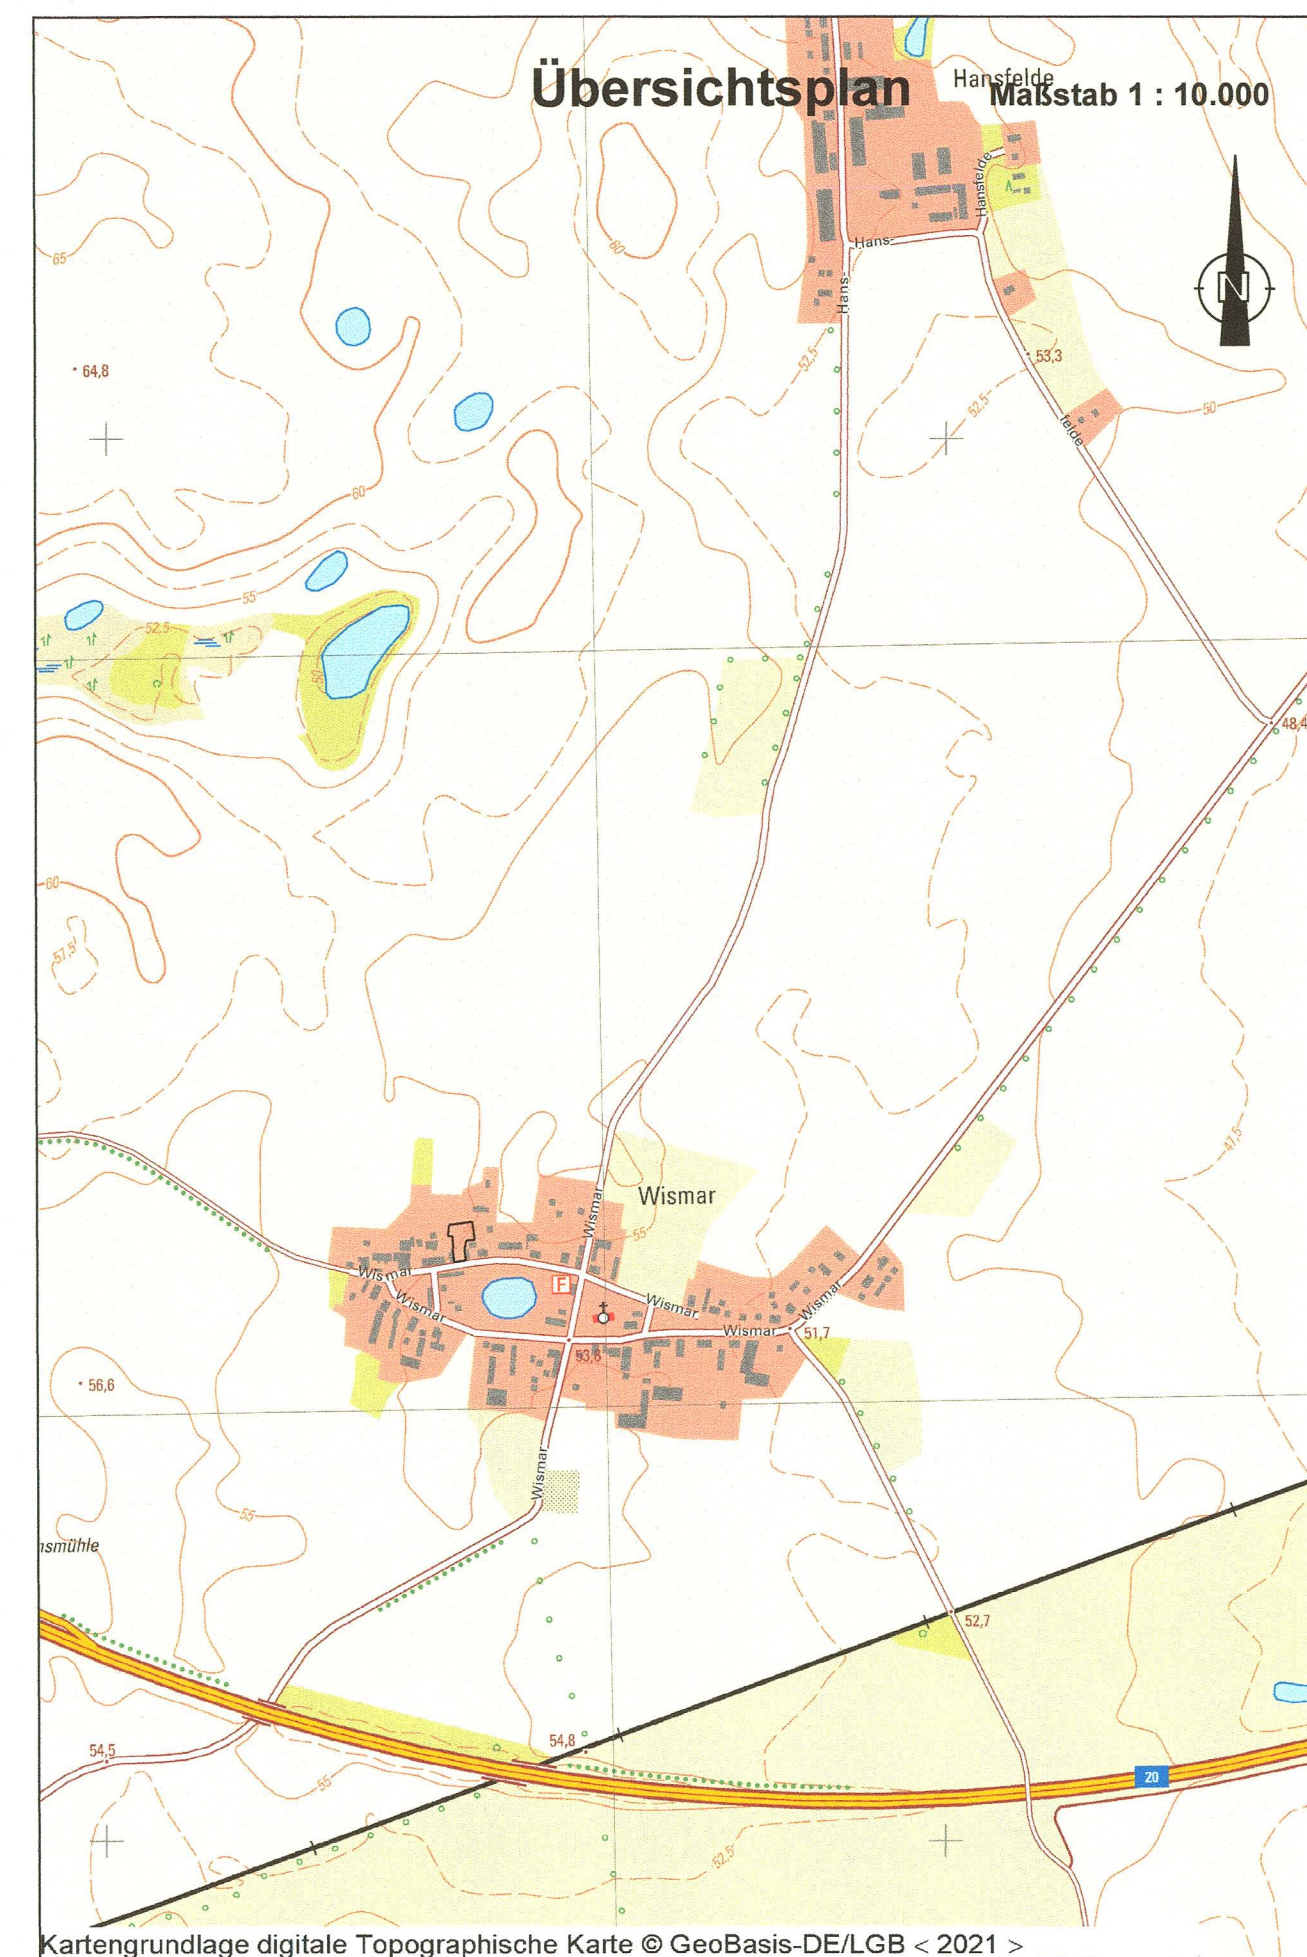 Übersichtsplan
Hansfelde
Maßstab 1 : 10.000
Hansfelde
Hans-
Hans-
N
65
60
64,8
52,5
53,3
52,5
50
felde
60
55
52,5
50
48,4
60
57,5
47,5
Wismar
Wismar
55
Wismar
Wismar
F
Wismar
Wismar
Wismar
51,7
53,8
56,6
Wismar
55
nsmühle
52,7
54,5
54,8
20
55
52,5
Kartengrundlage digitale Topographische Karte © GeoBasis-DE/LGB < 2021 >